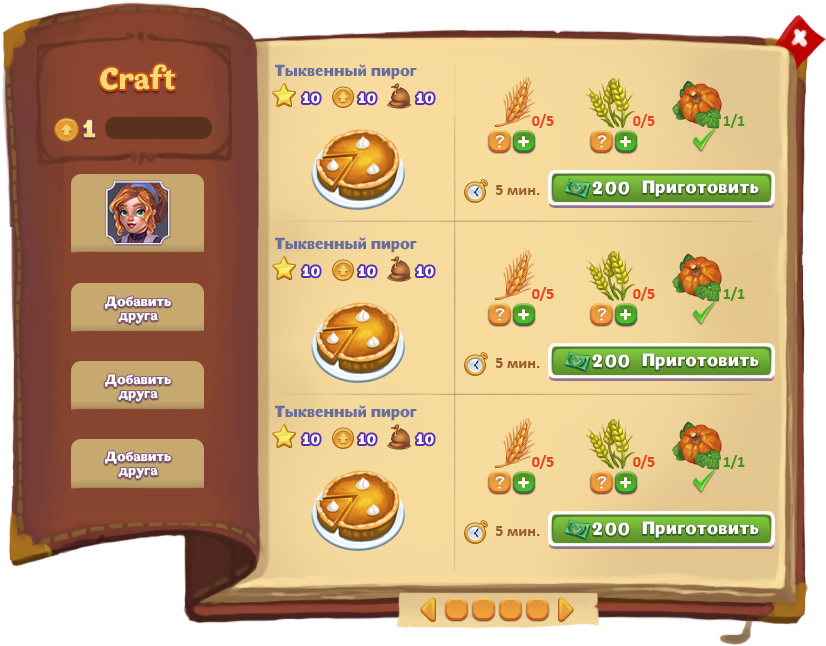 Craft
1
Добавить
друга
Добавить
друга
Добавить
друга
Тыквенный пирог
10 10 10
0/5 0/5 1/1
? + ? +
5 мин. 200 Приготовить
Тыквенный пирог
10 10 10
0/5 0/5 1/1
? + ? +
5 мин. 200 Приготовить
Тыквенный пирог
10 10 10
0/5 0/5 1/1
? + ? +
5 мин. 200 Приготовить